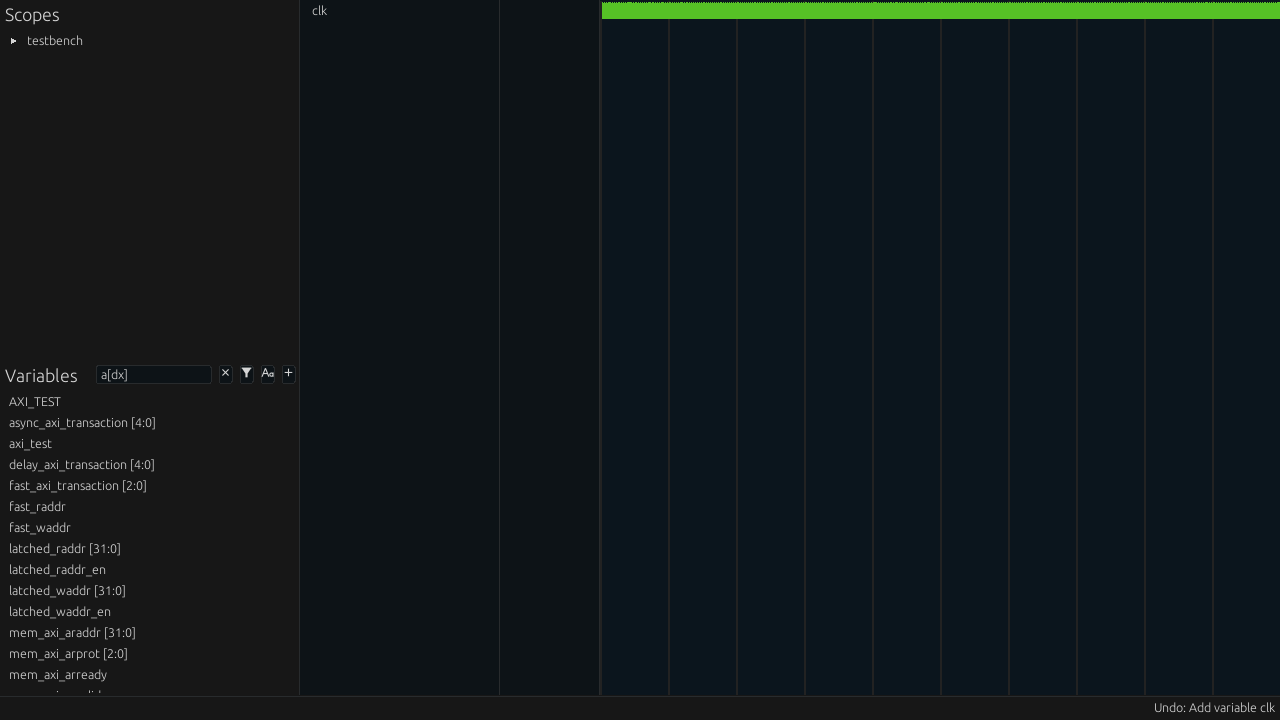 Scopes
testbench
clk
Variables a[dx]
AXI_TEST
async_axi_transaction [4:0]
axi_test
delay_axi_transaction [4:0]
fast_axi_transaction [2:0]
fast_raddr
fast_waddr
latched_raddr [31:0]
latched_raddr_en
latched_waddr [31:0]
latched_waddr_en
mem_axi_araddr [31:0]
mem_axi_arprot [2:0]
mem_axi_arready
Undo: Add variable clk